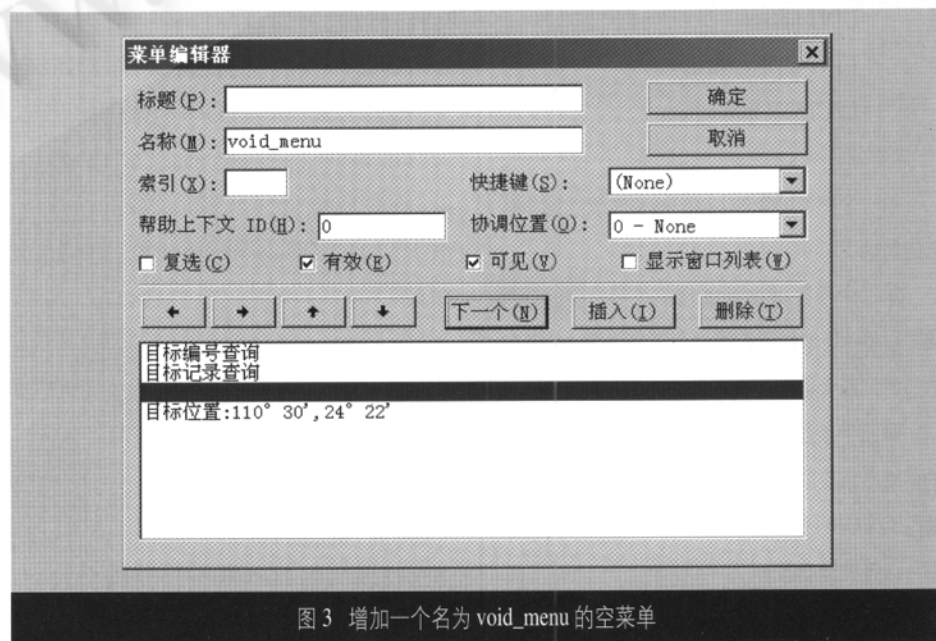 菜单编辑器
标题(P): 确定
名称(M): void_menu 取消
索引(X): 快捷键(S): (None)
帮助上下文 ID(H): 0 协调位置(O): 0 - None
复选(C) 有效(E) 可见(V) 显示窗口列表(W)
下一个(N) 插入(I) 删除(T)
目标编号查询
目标记录查询
目标位置:110° 30',24° 22'
图 3 增加一个名为 void_menu 的空菜单